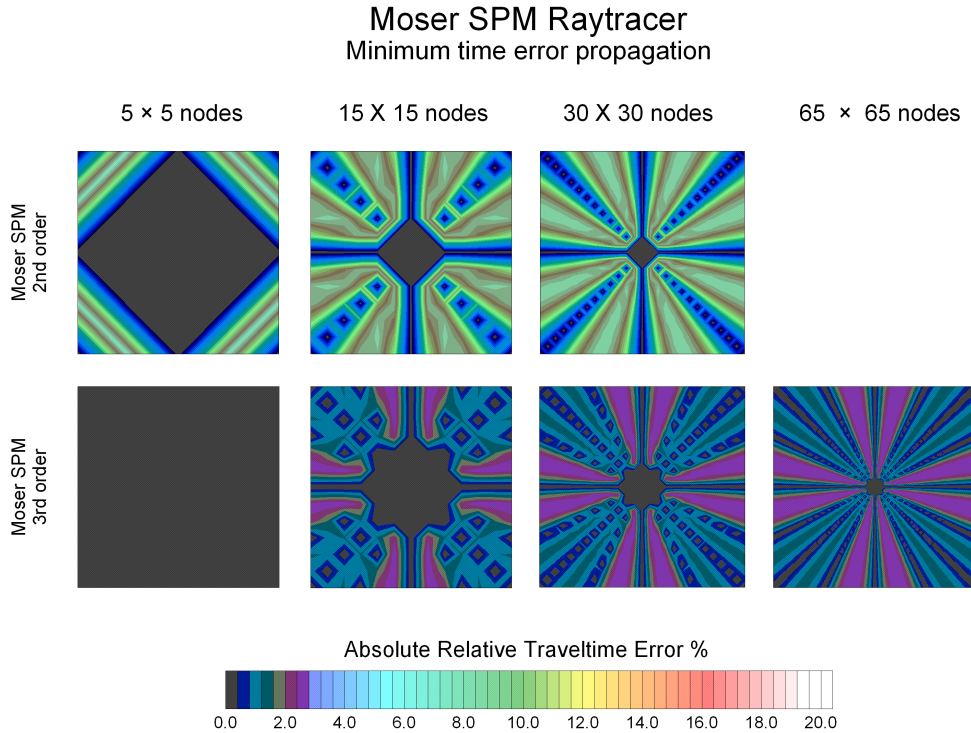 Moser SPM Raytracer
Minimum time error propagation
5 × 5 nodes
15 X 15 nodes
30 X 30 nodes
65 × 65 nodes
Moser SPM
2nd order
Moser SPM
3rd order
Absolute Relative Traveltime Error %
0.0 2.0 4.0 6.0 8.0 10.0 12.0 14.0 16.0 18.0 20.0